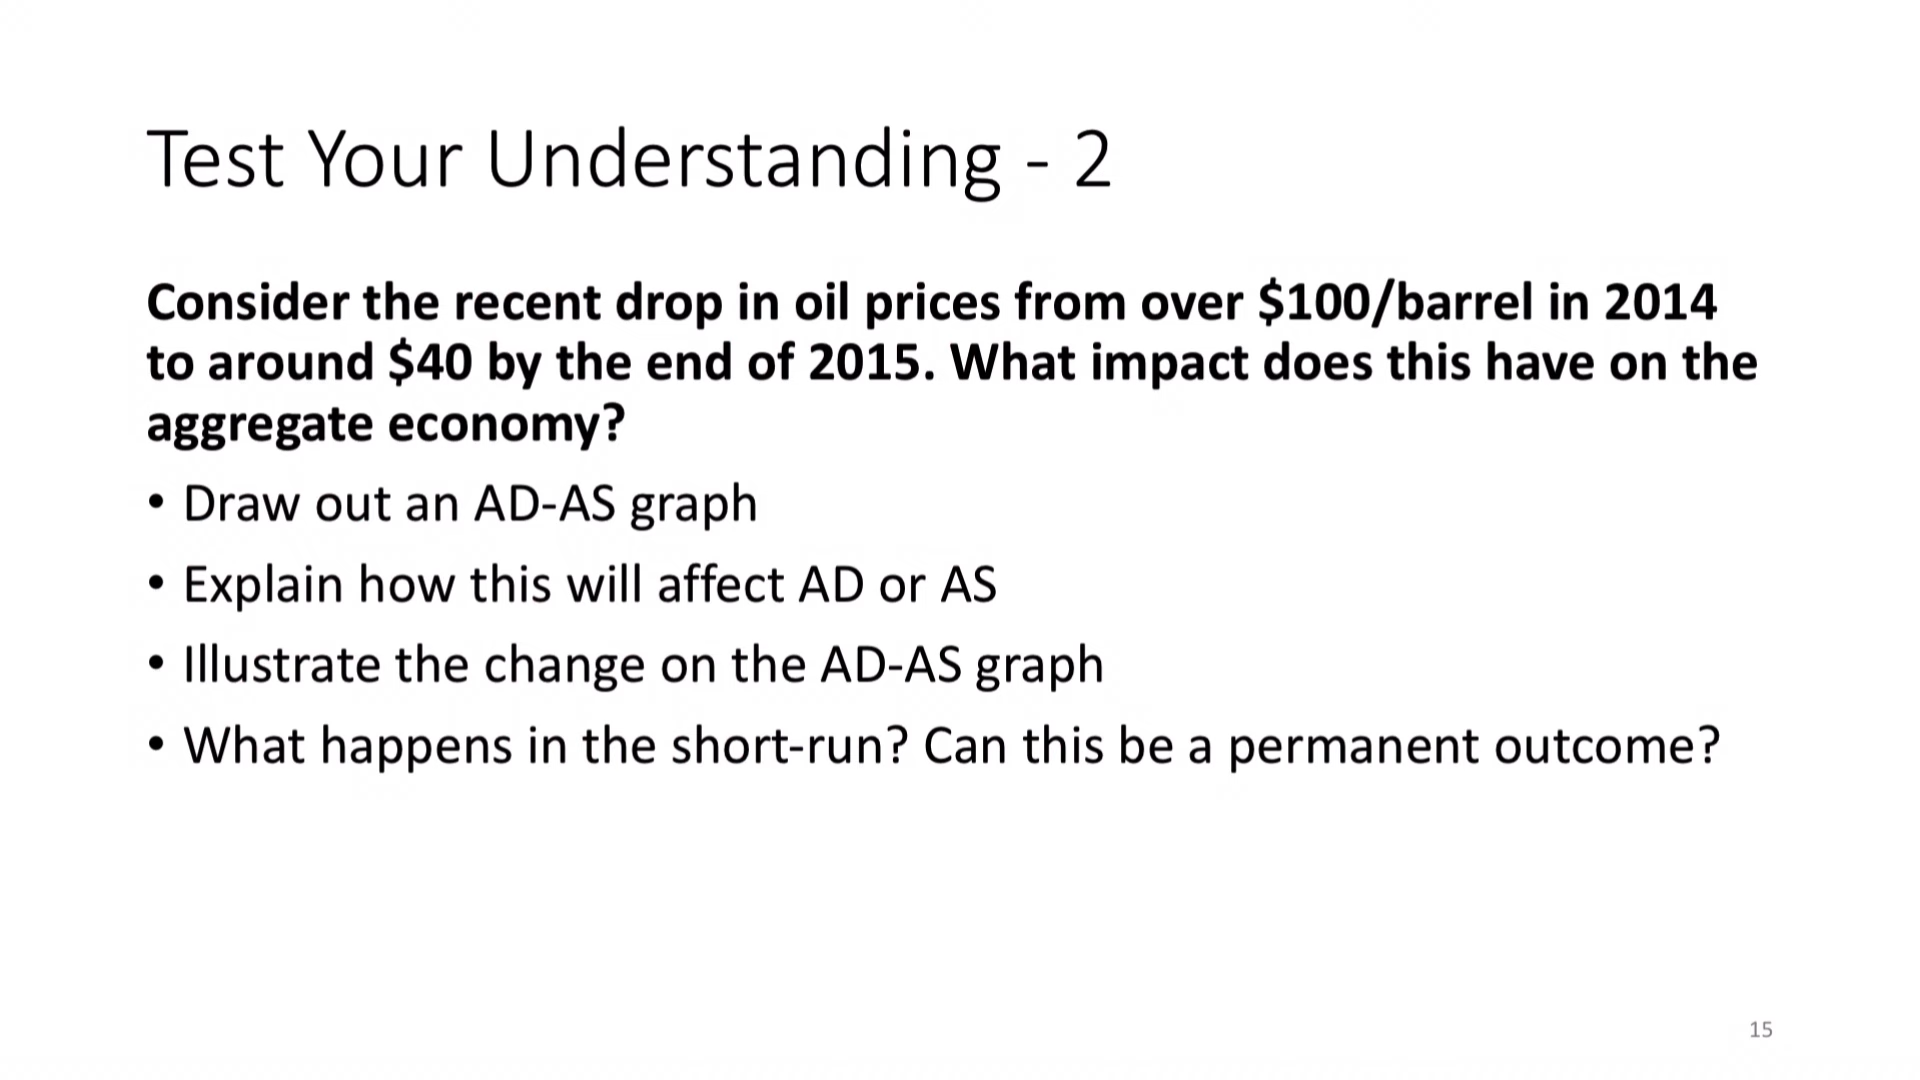 Test Your Understanding - 2
Consider the recent drop in oil prices from over $100/barrel in 2014
to around $40 by the end of 2015. What impact does this have on the
aggregate economy?
• Draw out an AD-AS graph
• Explain how this will affect AD or AS
• Illustrate the change on the AD-AS graph
• What happens in the short-run? Can this be a permanent outcome?
15